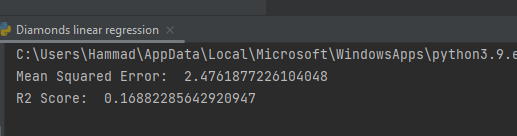 Diamonds linear regression
C:\Users\Hammad\AppData\Local\Microsoft\WindowsApps\python3.9.e
Mean Squared Error:  2.4761877226104048
R2 Score:  0.16882285642920947